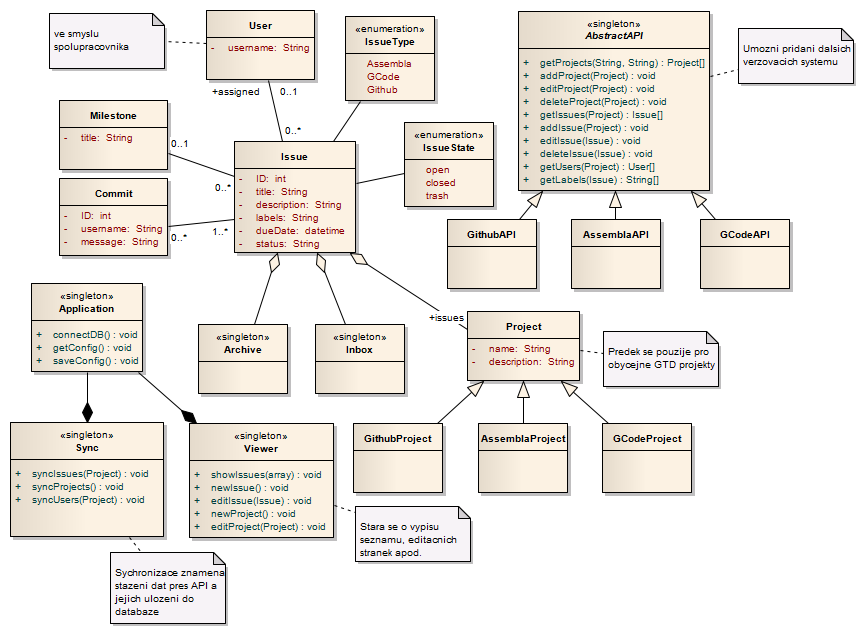 ve smyslu
spolupracovnika
User
- username: String
«enumeration»
IssueType
Assembla
GCode
Github
«singleton»
AbstractAPI
+ getProjects(String, String) : Project[]
+ addProject(Project) : void
+ editProject(Project) : void
+ deleteProject(Project) : void
+ getIssues(Project) : Issue[]
+ addIssue(Project) : void
+ editIssue(Issue) : void
+ deleteIssue(Issue) : void
+ getUsers(Project) : User[]
+ getLabels(Issue) : String[]
Umozni pridani dalsich
verzovacich systemu
+assigned 0..1
0..*
Milestone
- title: String
0..1
0..*
«enumeration»
IssueState
open
closed
trash
Issue
- ID: int
- title: String
- description: String
- labels: String
- dueDate: datetime
- status: String
Commit
- ID: int
- username: String
- message: String
0..*
1..*
GithubAPI
AssemblaAPI
GCodeAPI
«singleton»
Application
+ connectDB() : void
+ getConfig() : void
+ saveConfig() : void
«singleton»
Archive
«singleton»
Inbox
+issues
Project
- name: String
- description: String
Predek se pouzije pro
obycejne GTD projekty
GithubProject
AssemblaProject
GCodeProject
«singleton»
Sync
+ syncIssues(Project) : void
+ syncProjects() : void
+ syncUsers(Project) : void
«singleton»
Viewer
+ showIssues(array) : void
+ newIssue() : void
+ editIssue(Issue) : void
+ newProject() : void
+ editProject(Project) : void
Stara se o vypisu
seznamu, editacnich
stranek apod.
Sychronizace znamena
stazeni dat pres API a
jejich ulozeni do
databaze